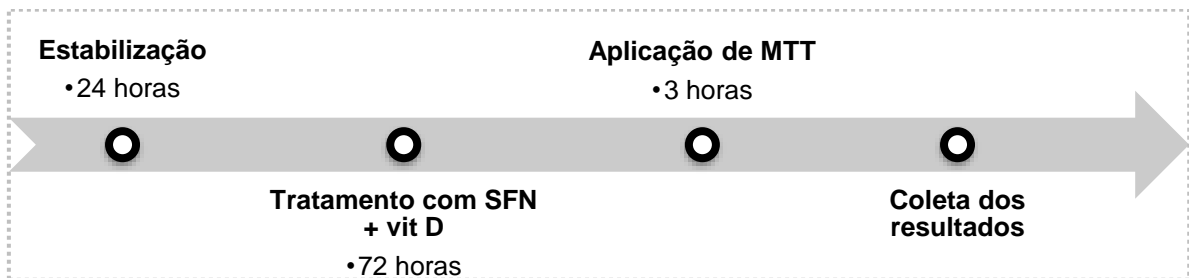 Estabilização
•24 horas
Tratamento com SFN
+ vit D
•72 horas
Aplicação de MTT
•3 horas
Coleta dos
resultados